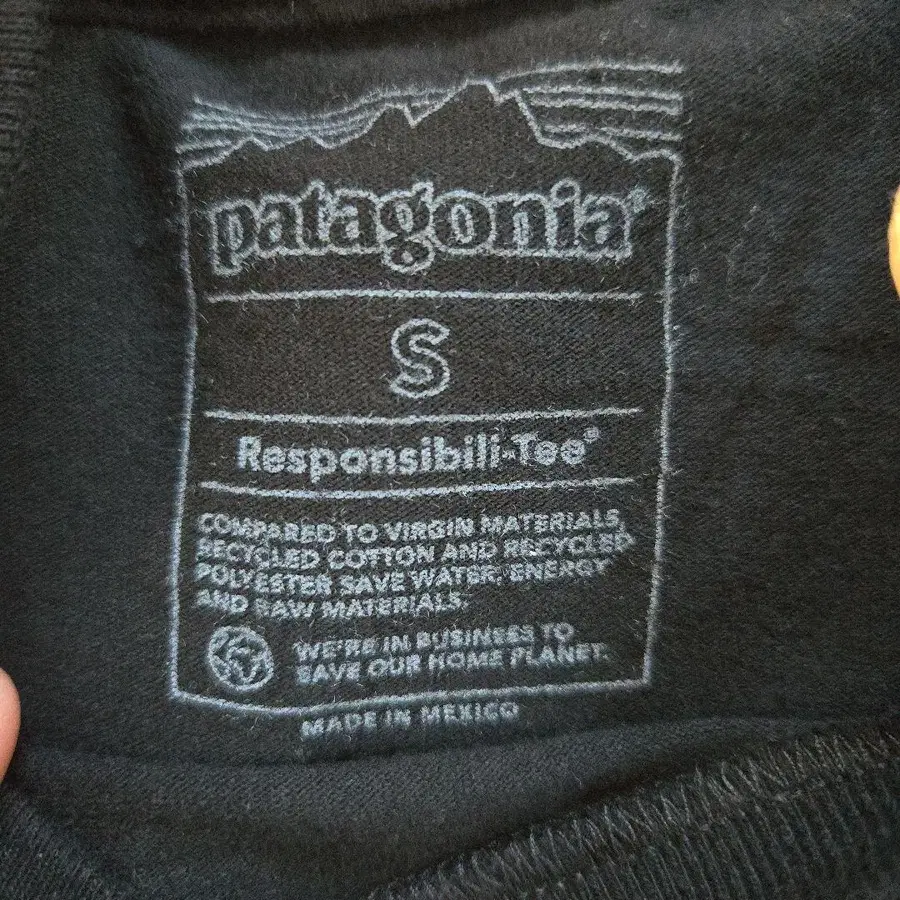 patagonia®
S
Responsibili-Tee®
COMPARED TO VIRGIN MATERIALS,
RECYCLED COTTON AND RECYCLED
POLYESTER SAVE WATER, ENERGY
AND RAW MATERIALS.
WE'RE IN BUSINESS TO
SAVE OUR HOME PLANET.
MADE IN MEXICO